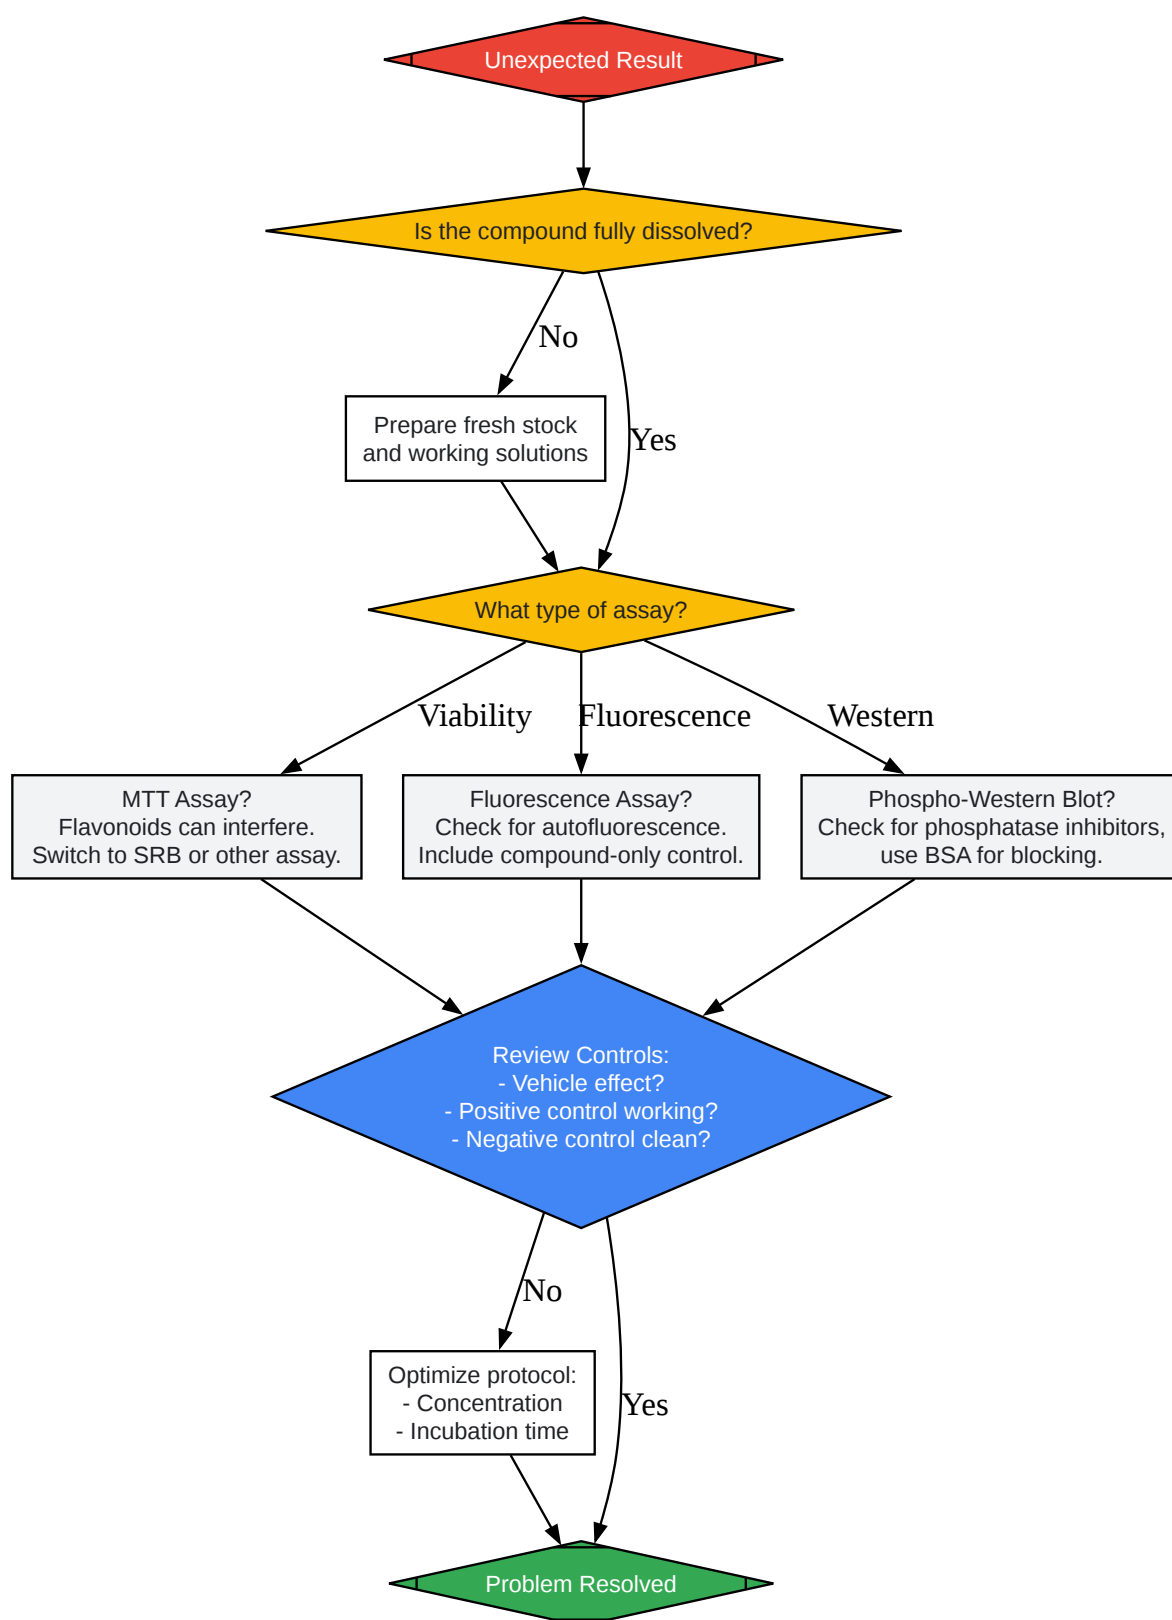 Unexpected Result
Is the compound fully dissolved?
No
Prepare fresh stock
and working solutions
Yes
What type of assay?
Viability
Fluorescence
Western
MTT Assay?
Flavonoids can interfere.
Switch to SRB or other assay.
Fluorescence Assay?
Check for autofluorescence.
Include compound-only control.
Phospho-Western Blot?
Check for phosphatase inhibitors,
use BSA for blocking.
Review Controls:
- Vehicle effect?
- Positive control working?
- Negative control clean?
No
Optimize protocol:
- Concentration
- Incubation time
Yes
Problem Resolved